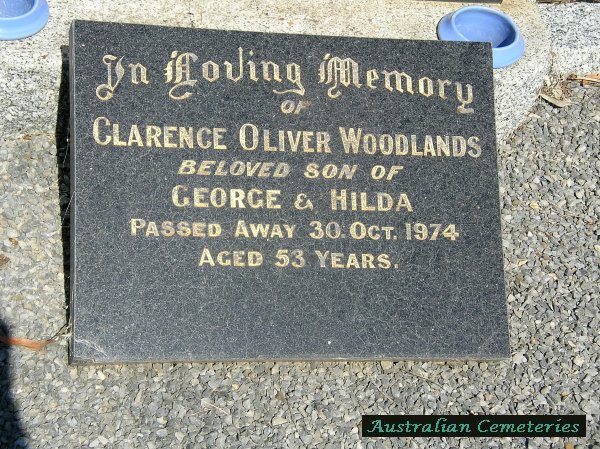 In Loving Memory
OF
CLARENCE OLIVER WOODLANDS
BELOVED SON OF
GEORGE & HILDA
PASSED AWAY 30 OCT. 1974
AGED 53 YEARS.
Australian Cemeteries